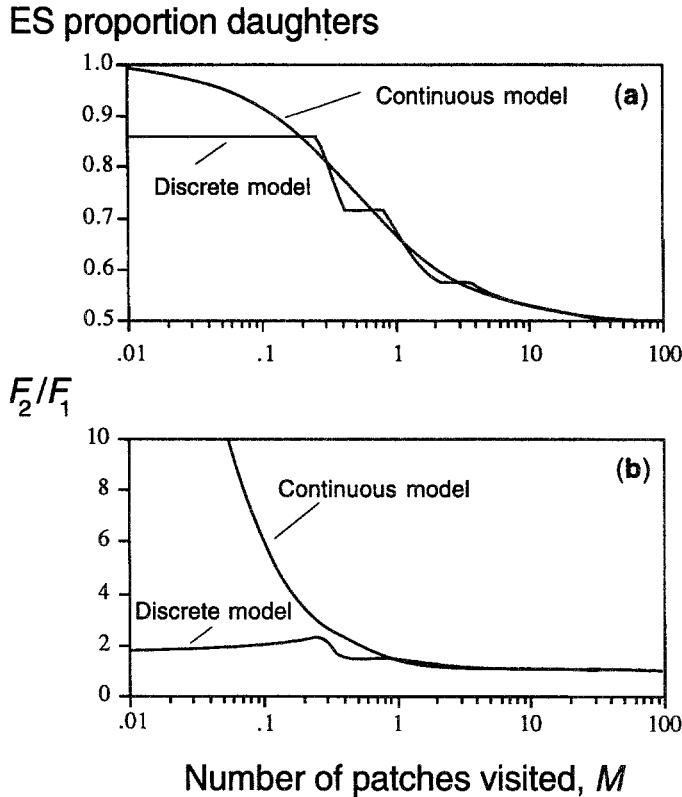 ES proportion daughters
1.0
0.9
0.8
0.7
0.6
0.5
Continuous model
(a)
Discrete model
.01 .1 1 10 100
F2/F1
10
8
6
4
2
0
(b)
Continuous model
Discrete model
.01 0.1 1 10 100
Number of patches visited, M